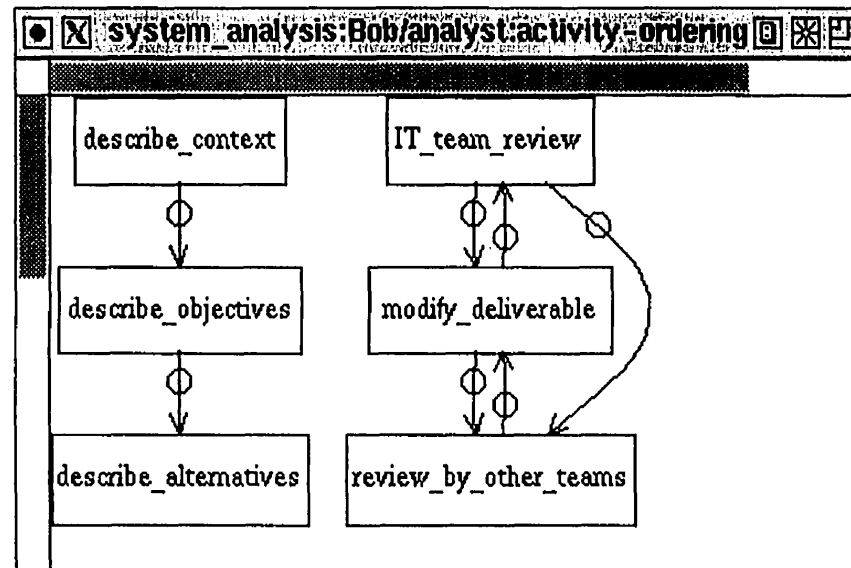 system_analysis:Bob/analyst:activity-ordering
describe_context
IT_team_review
describe_objectives
modify_deliverable
describe_alternatives
review_by_other_teams